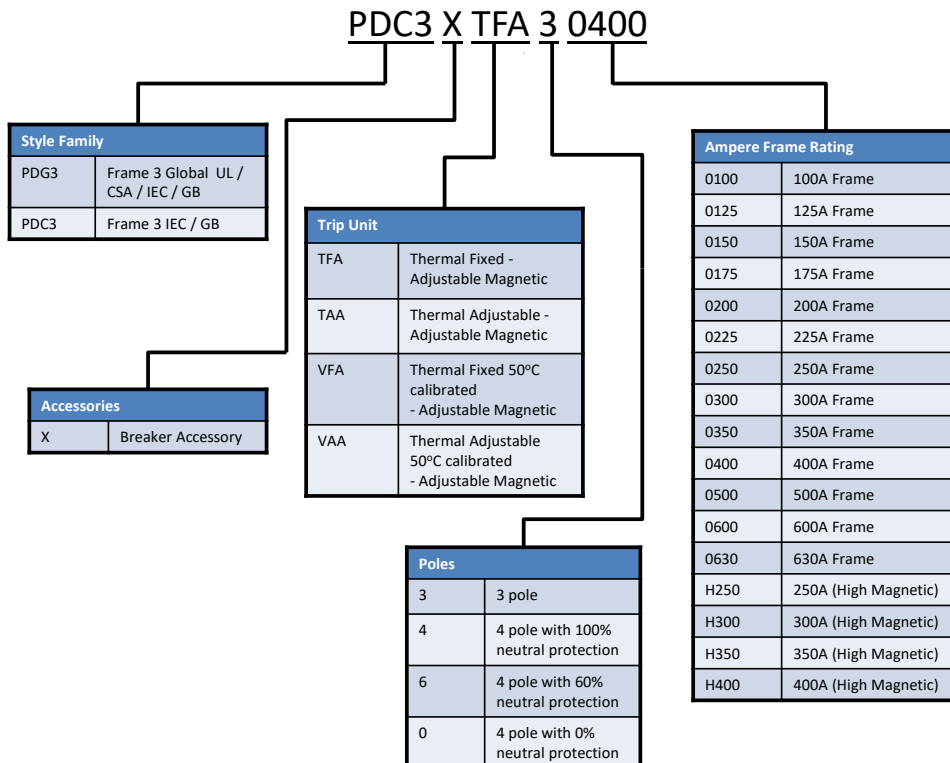 PDC3 X TFA 3 0400
Style Family
PDG3 Frame 3 Global UL /
CSA / IEC / GB
PDC3 Frame 3 IEC / GB
Accessories
X Breaker Accessory
Trip Unit
TFA Thermal Fixed -
Adjustable Magnetic
TAA Thermal Adjustable -
Adjustable Magnetic
VFA Thermal Fixed 50°C
calibrated
- Adjustable Magnetic
VAA Thermal Adjustable
50°C calibrated
- Adjustable Magnetic
Poles
3 3 pole
4 4 pole with 100%
neutral protection
6 4 pole with 60%
neutral protection
0 4 pole with 0%
neutral protection
Ampere Frame Rating
0100 100A Frame
0125 125A Frame
0150 150A Frame
0175 175A Frame
0200 200A Frame
0225 225A Frame
0250 250A Frame
0300 300A Frame
0350 350A Frame
0400 400A Frame
0500 500A Frame
0600 600A Frame
0630 630A Frame
H250 250A (High Magnetic)
H300 300A (High Magnetic)
H350 350A (High Magnetic)
H400 400A (High Magnetic)